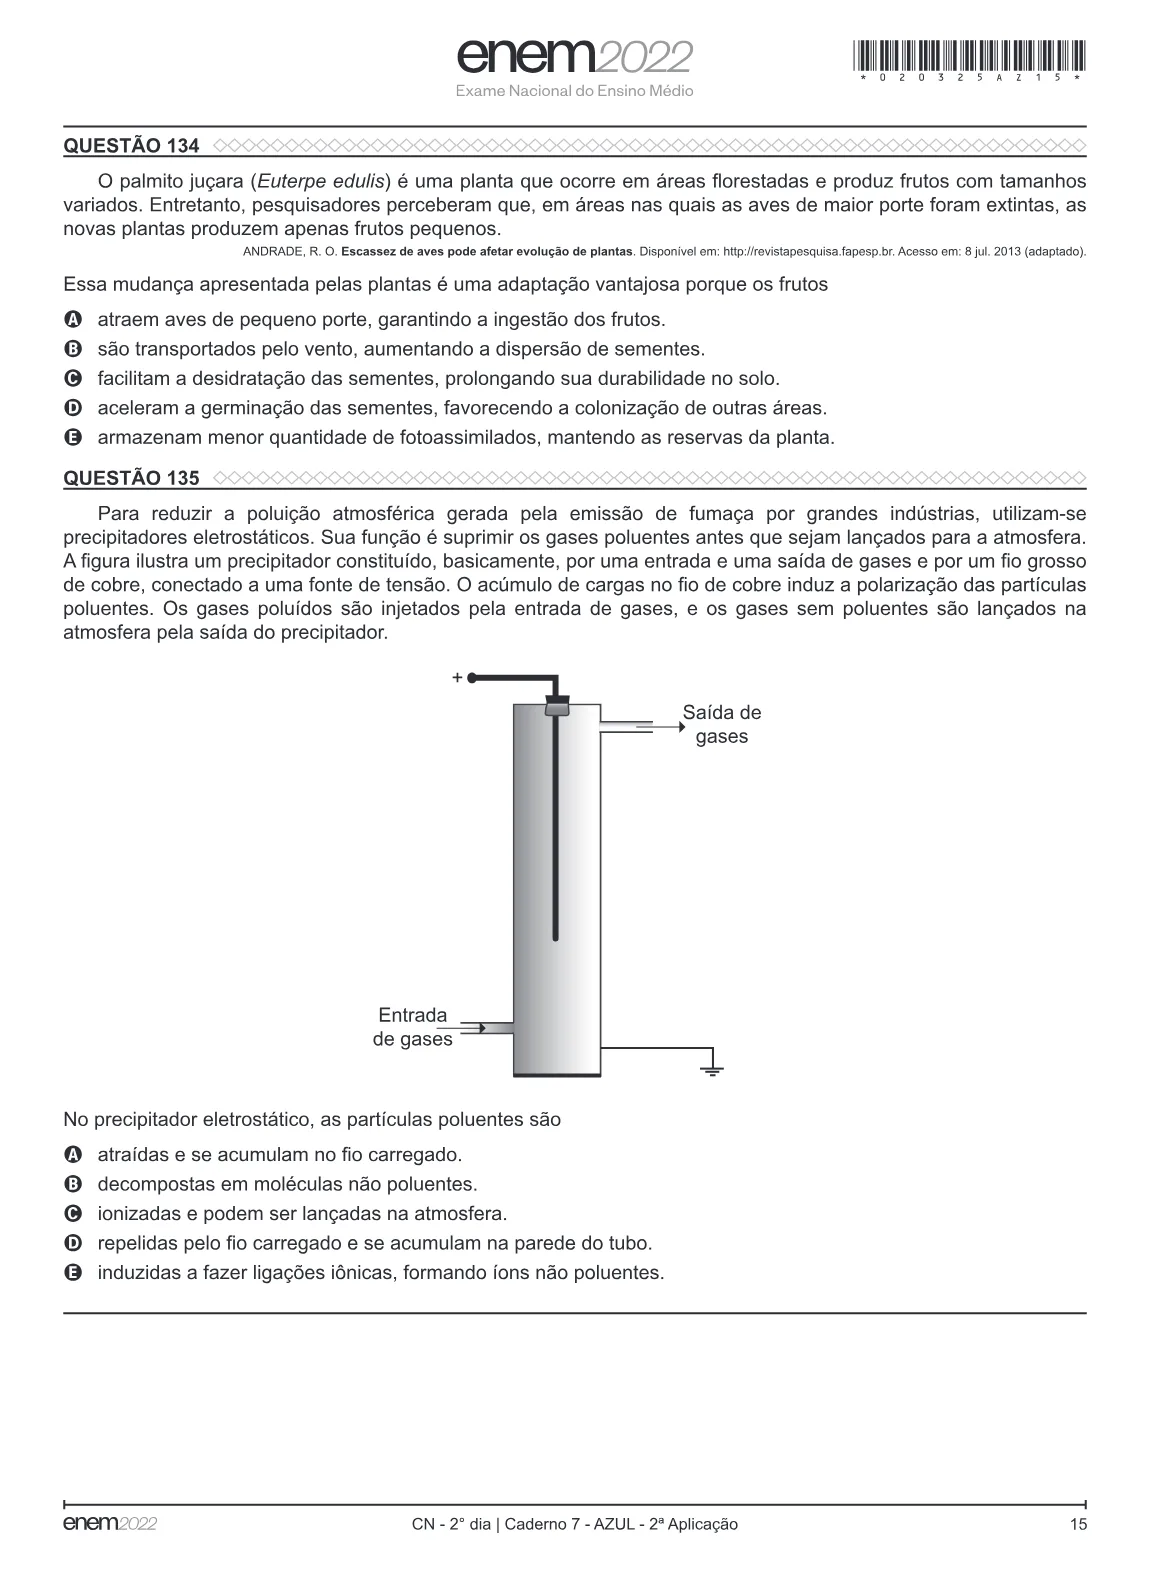 enem2022
Exame Nacional do Ensino Médio
*020325AZ15*
QUESTÃO 134
O palmito juçara (Euterpe edulis) é uma planta que ocorre em áreas florestadas e produz frutos com tamanhos
variados. Entretanto, pesquisadores perceberam que, em áreas nas quais as aves de maior porte foram extintas, as
novas plantas produzem apenas frutos pequenos.
ANDRADE, R. O. Escassez de aves pode afetar evolução de plantas. Disponível em: http://revistapesquisa.fapesp.br. Acesso em: 8 jul. 2013 (adaptado).
Essa mudança apresentada pelas plantas é uma adaptação vantajosa porque os frutos
A atraem aves de pequeno porte, garantindo a ingestão dos frutos.
B são transportados pelo vento, aumentando a dispersão de sementes.
C facilitam a desidratação das sementes, prolongando sua durabilidade no solo.
D aceleram a germinação das sementes, favorecendo a colonização de outras áreas.
E armazenam menor quantidade de fotoassimilados, mantendo as reservas da planta.
QUESTÃO 135
Para reduzir a poluição atmosférica gerada pela emissão de fumaça por grandes indústrias, utilizam-se
precipitadores eletrostáticos. Sua função é suprimir os gases poluentes antes que sejam lançados para a atmosfera.
A figura ilustra um precipitador constituído, basicamente, por uma entrada e uma saída de gases e por um fio grosso
de cobre, conectado a uma fonte de tensão. O acúmulo de cargas no fio de cobre induz a polarização das partículas
poluentes. Os gases poluídos são injetados pela entrada de gases, e os gases sem poluentes são lançados na
atmosfera pela saída do precipitador.
+
Saída de
gases
Entrada
de gases
No precipitador eletrostático, as partículas poluentes são
A atraídas e se acumulam no fio carregado.
B decompostas em moléculas não poluentes.
C ionizadas e podem ser lançadas na atmosfera.
D repelidas pelo fio carregado e se acumulam na parede do tubo.
E induzidas a fazer ligações iônicas, formando íons não poluentes.
enem2022
CN - 2° dia | Caderno 7 - AZUL - 2ª Aplicação
15